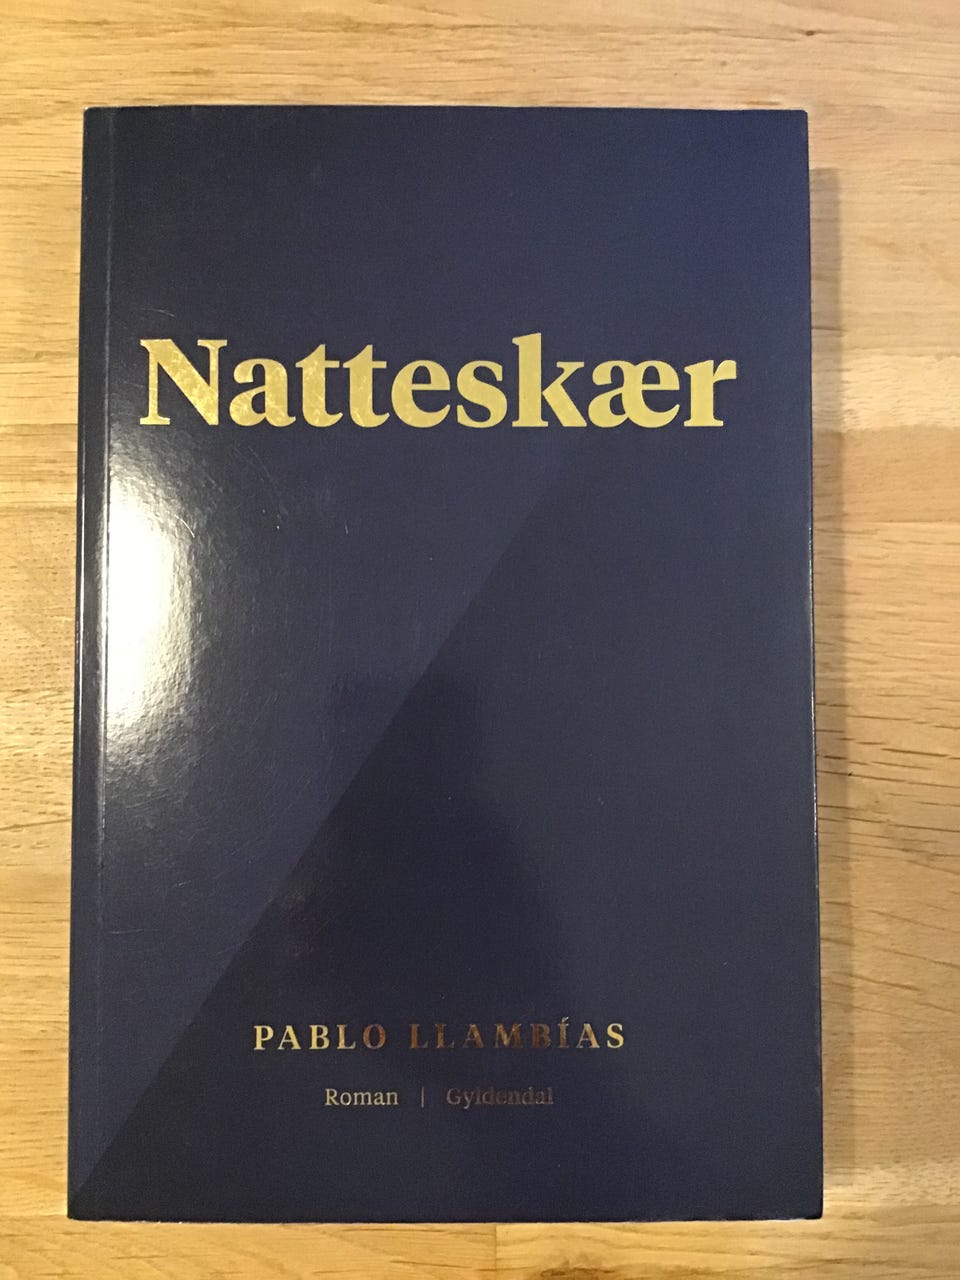 Natteskær
PABLO LLAMBÍAS
Roman | Gyldendal